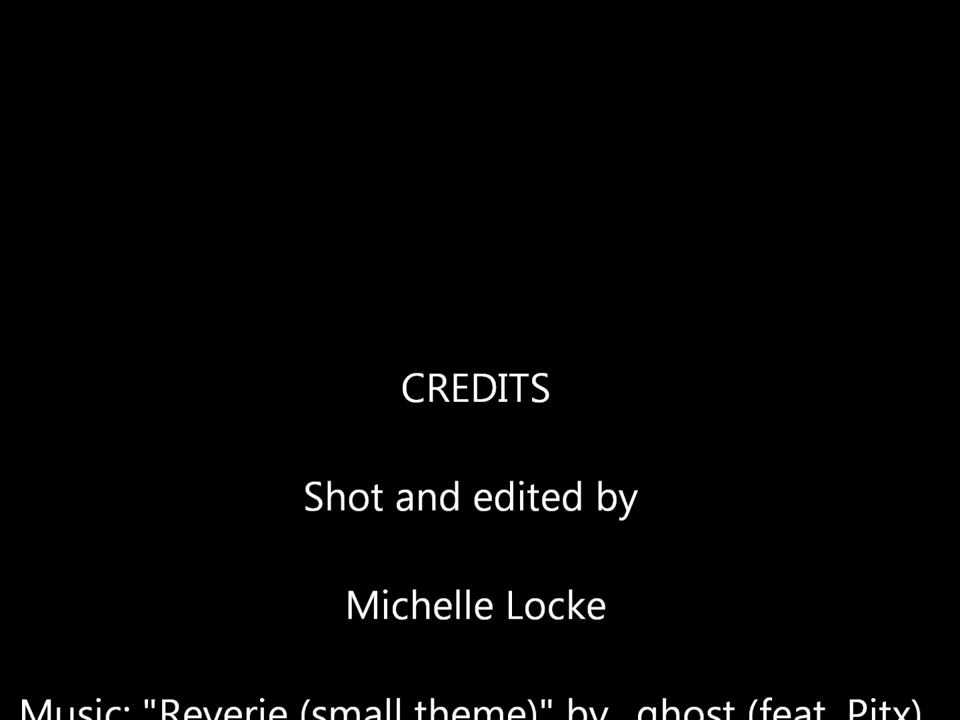 CREDITS
Shot and edited by
Michelle Locke
Music: "Reverie (small theme)" by _ghost (feat. Pitx)